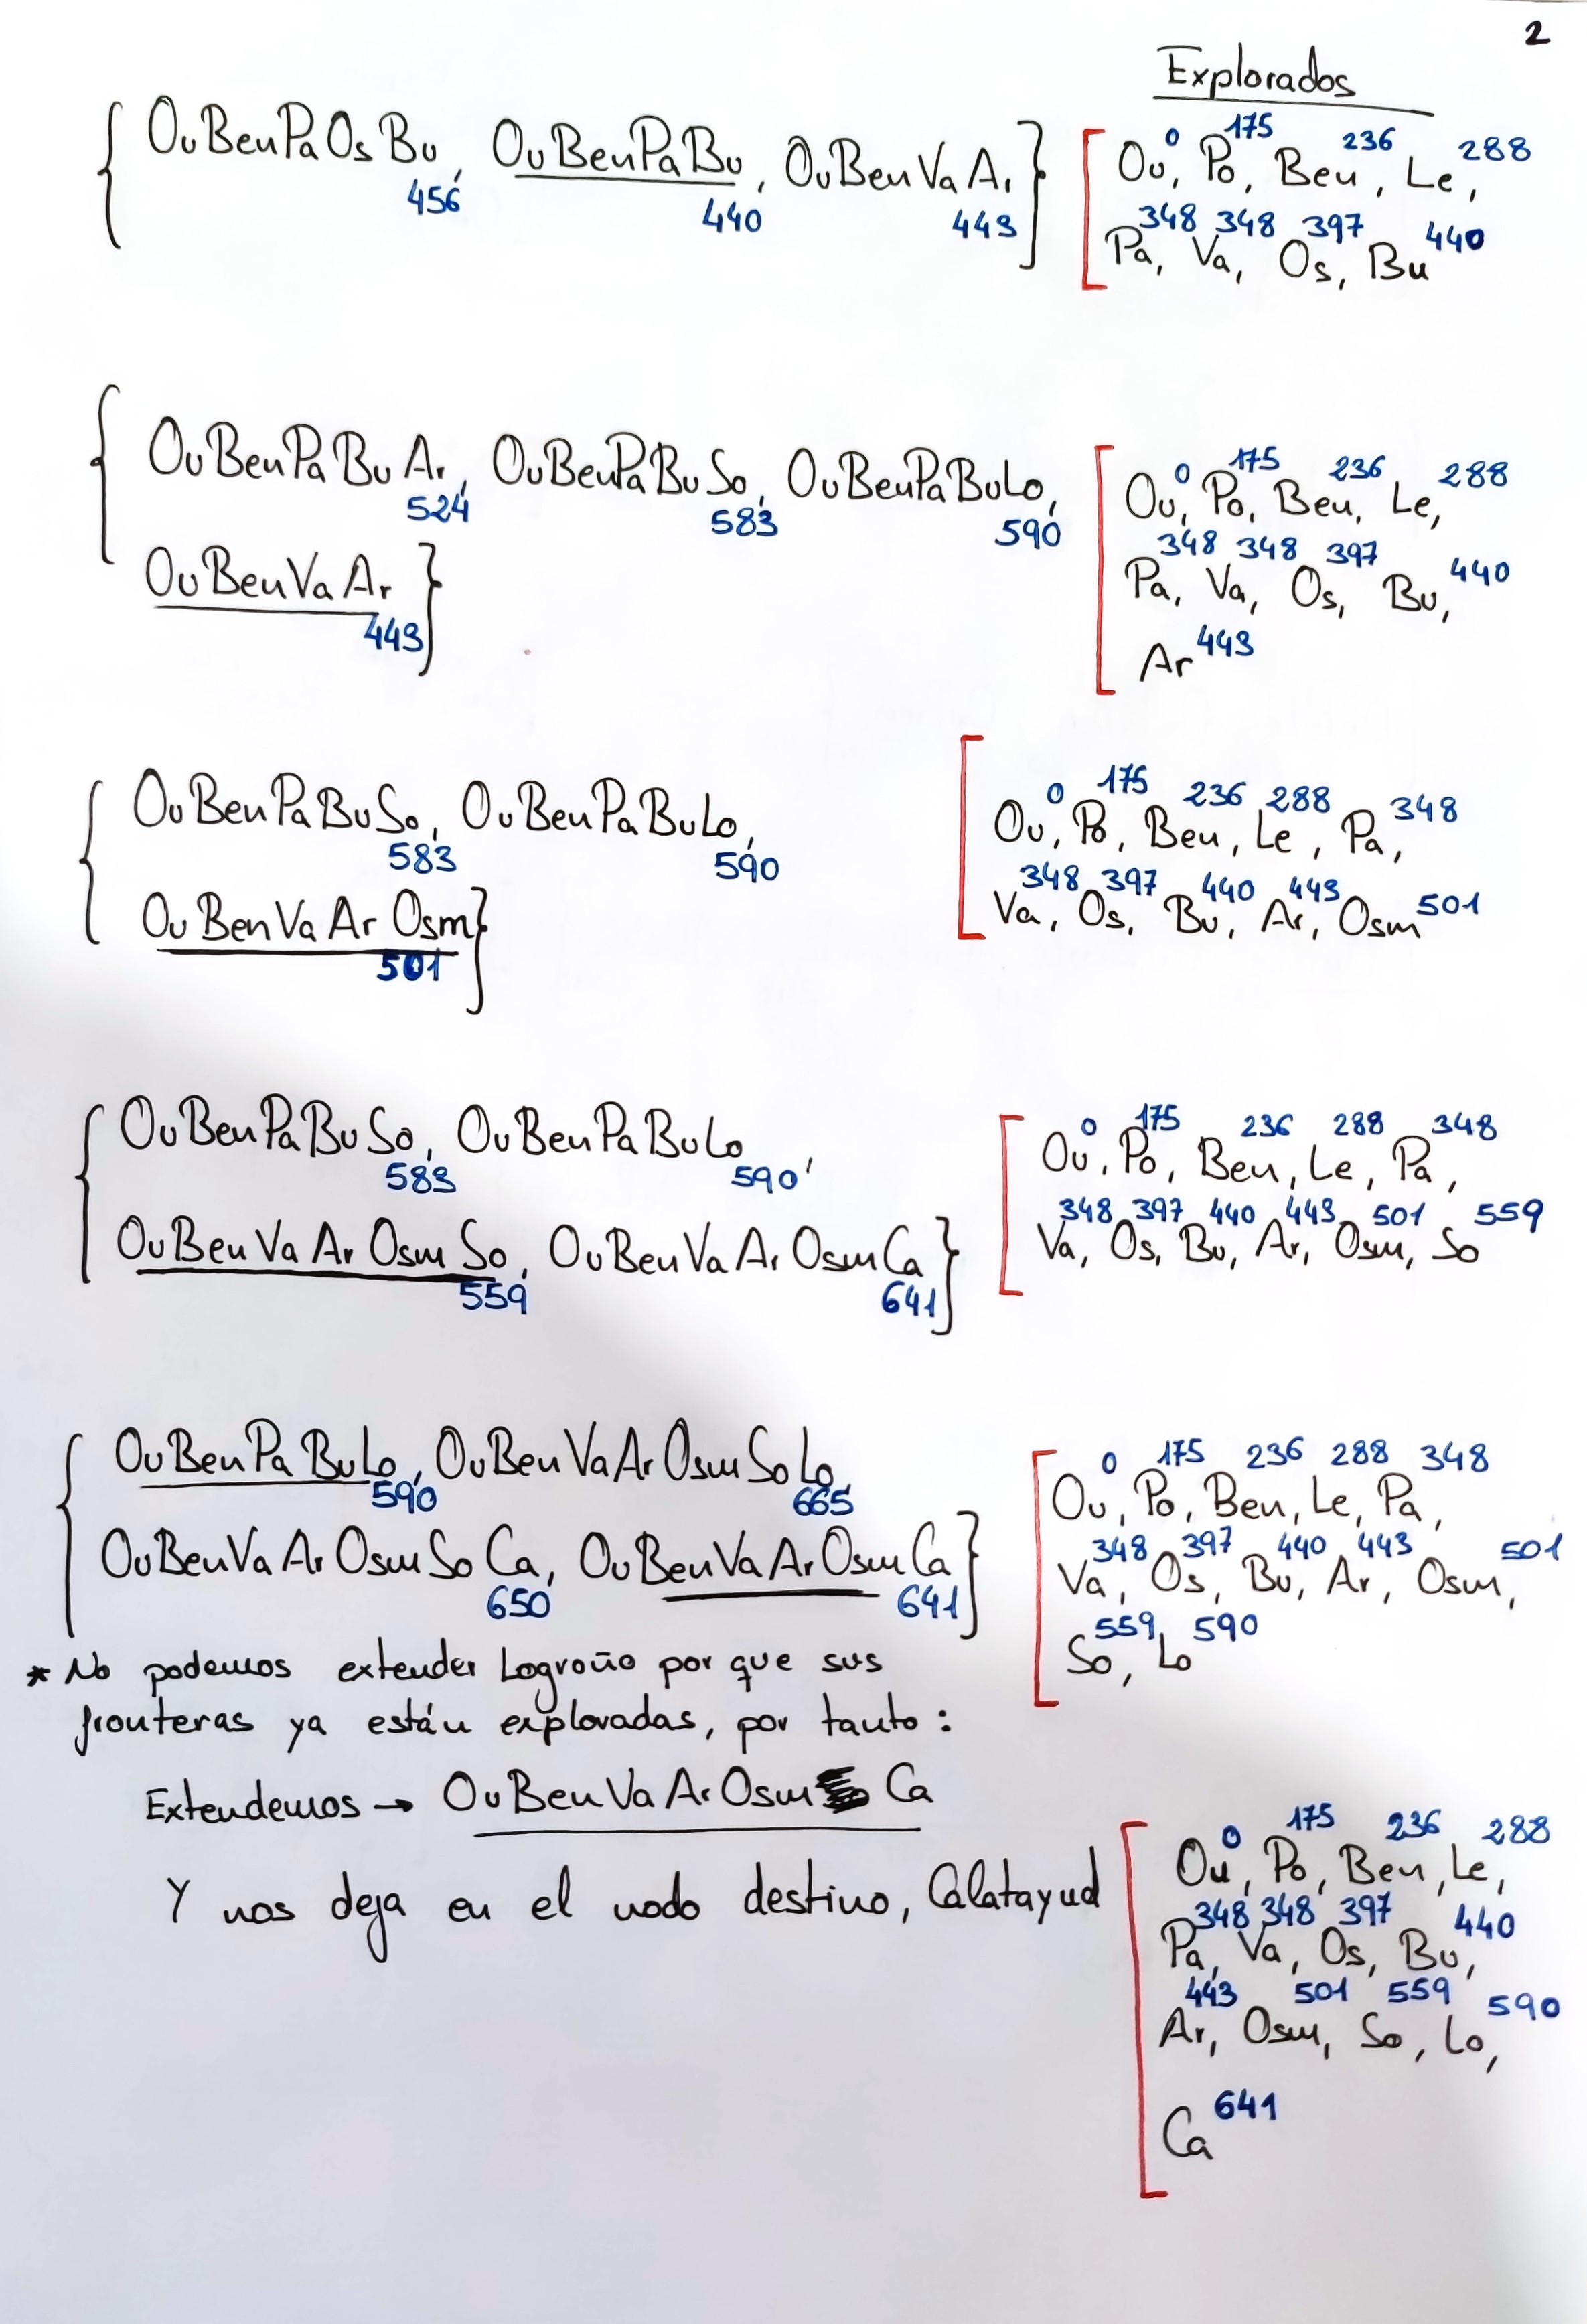 2
Explorados
{ OuBenPaOsBu, OuBenPaBu, OuBenVaAr }
456 440 443
[ Ou, Po, Ben, Le,
0 175 236 288
Pa, Va, Os, Bu
348 348 397 440
{ OuBenPaBuAr, OuBenPaBuSo, OuBenPaBuLo,
524 583 590
OuBenVaAr }
443
[ Ou, Po, Ben, Le,
0 175 236 288
Pa, Va, Os, Bu,
348 348 397 440
Ar 443
{ OuBenPaBuSo, OuBenPaBuLo,
583 590
OuBenVaArOsm }
501
[ Ou, Po, Ben, Le, Pa,
0 175 236 288 348
Va, Os, Bu, Ar, Osm
348 397 440 443 501
{ OuBenPaBuSo, OuBenPaBuLo,
583 590
OuBenVaArOsmSo, OuBenVaArOsmCa }
559 641
[ Ou, Po, Ben, Le, Pa,
0 175 236 288 348
Va, Os, Bu, Ar, Osm, So
348 397 440 443 501 559
{ OuBenPaBuLo, OuBenVaArOsmSoLo,
590 665
OuBenVaArOsmSoCa, OuBenVaArOsmCa }
650 641
[ Ou, Po, Ben, Le, Pa,
0 175 236 288 348
Va, Os, Bu, Ar, Osm,
348 397 440 443 501
So, Lo
559 590
* No podemos extender Logroño por que sus
fronteras ya están exploradas, por tanto:
Extendemos → OuBenVaArOsm Ca
Y nos deja en el nodo destino, Calatayud
[ Ou, Po, Ben, Le,
0 175 236 288
Pa, Va, Os, Bu,
348 348 397 440
Ar, Osm, So, Lo,
443 501 559 590
Ca 641